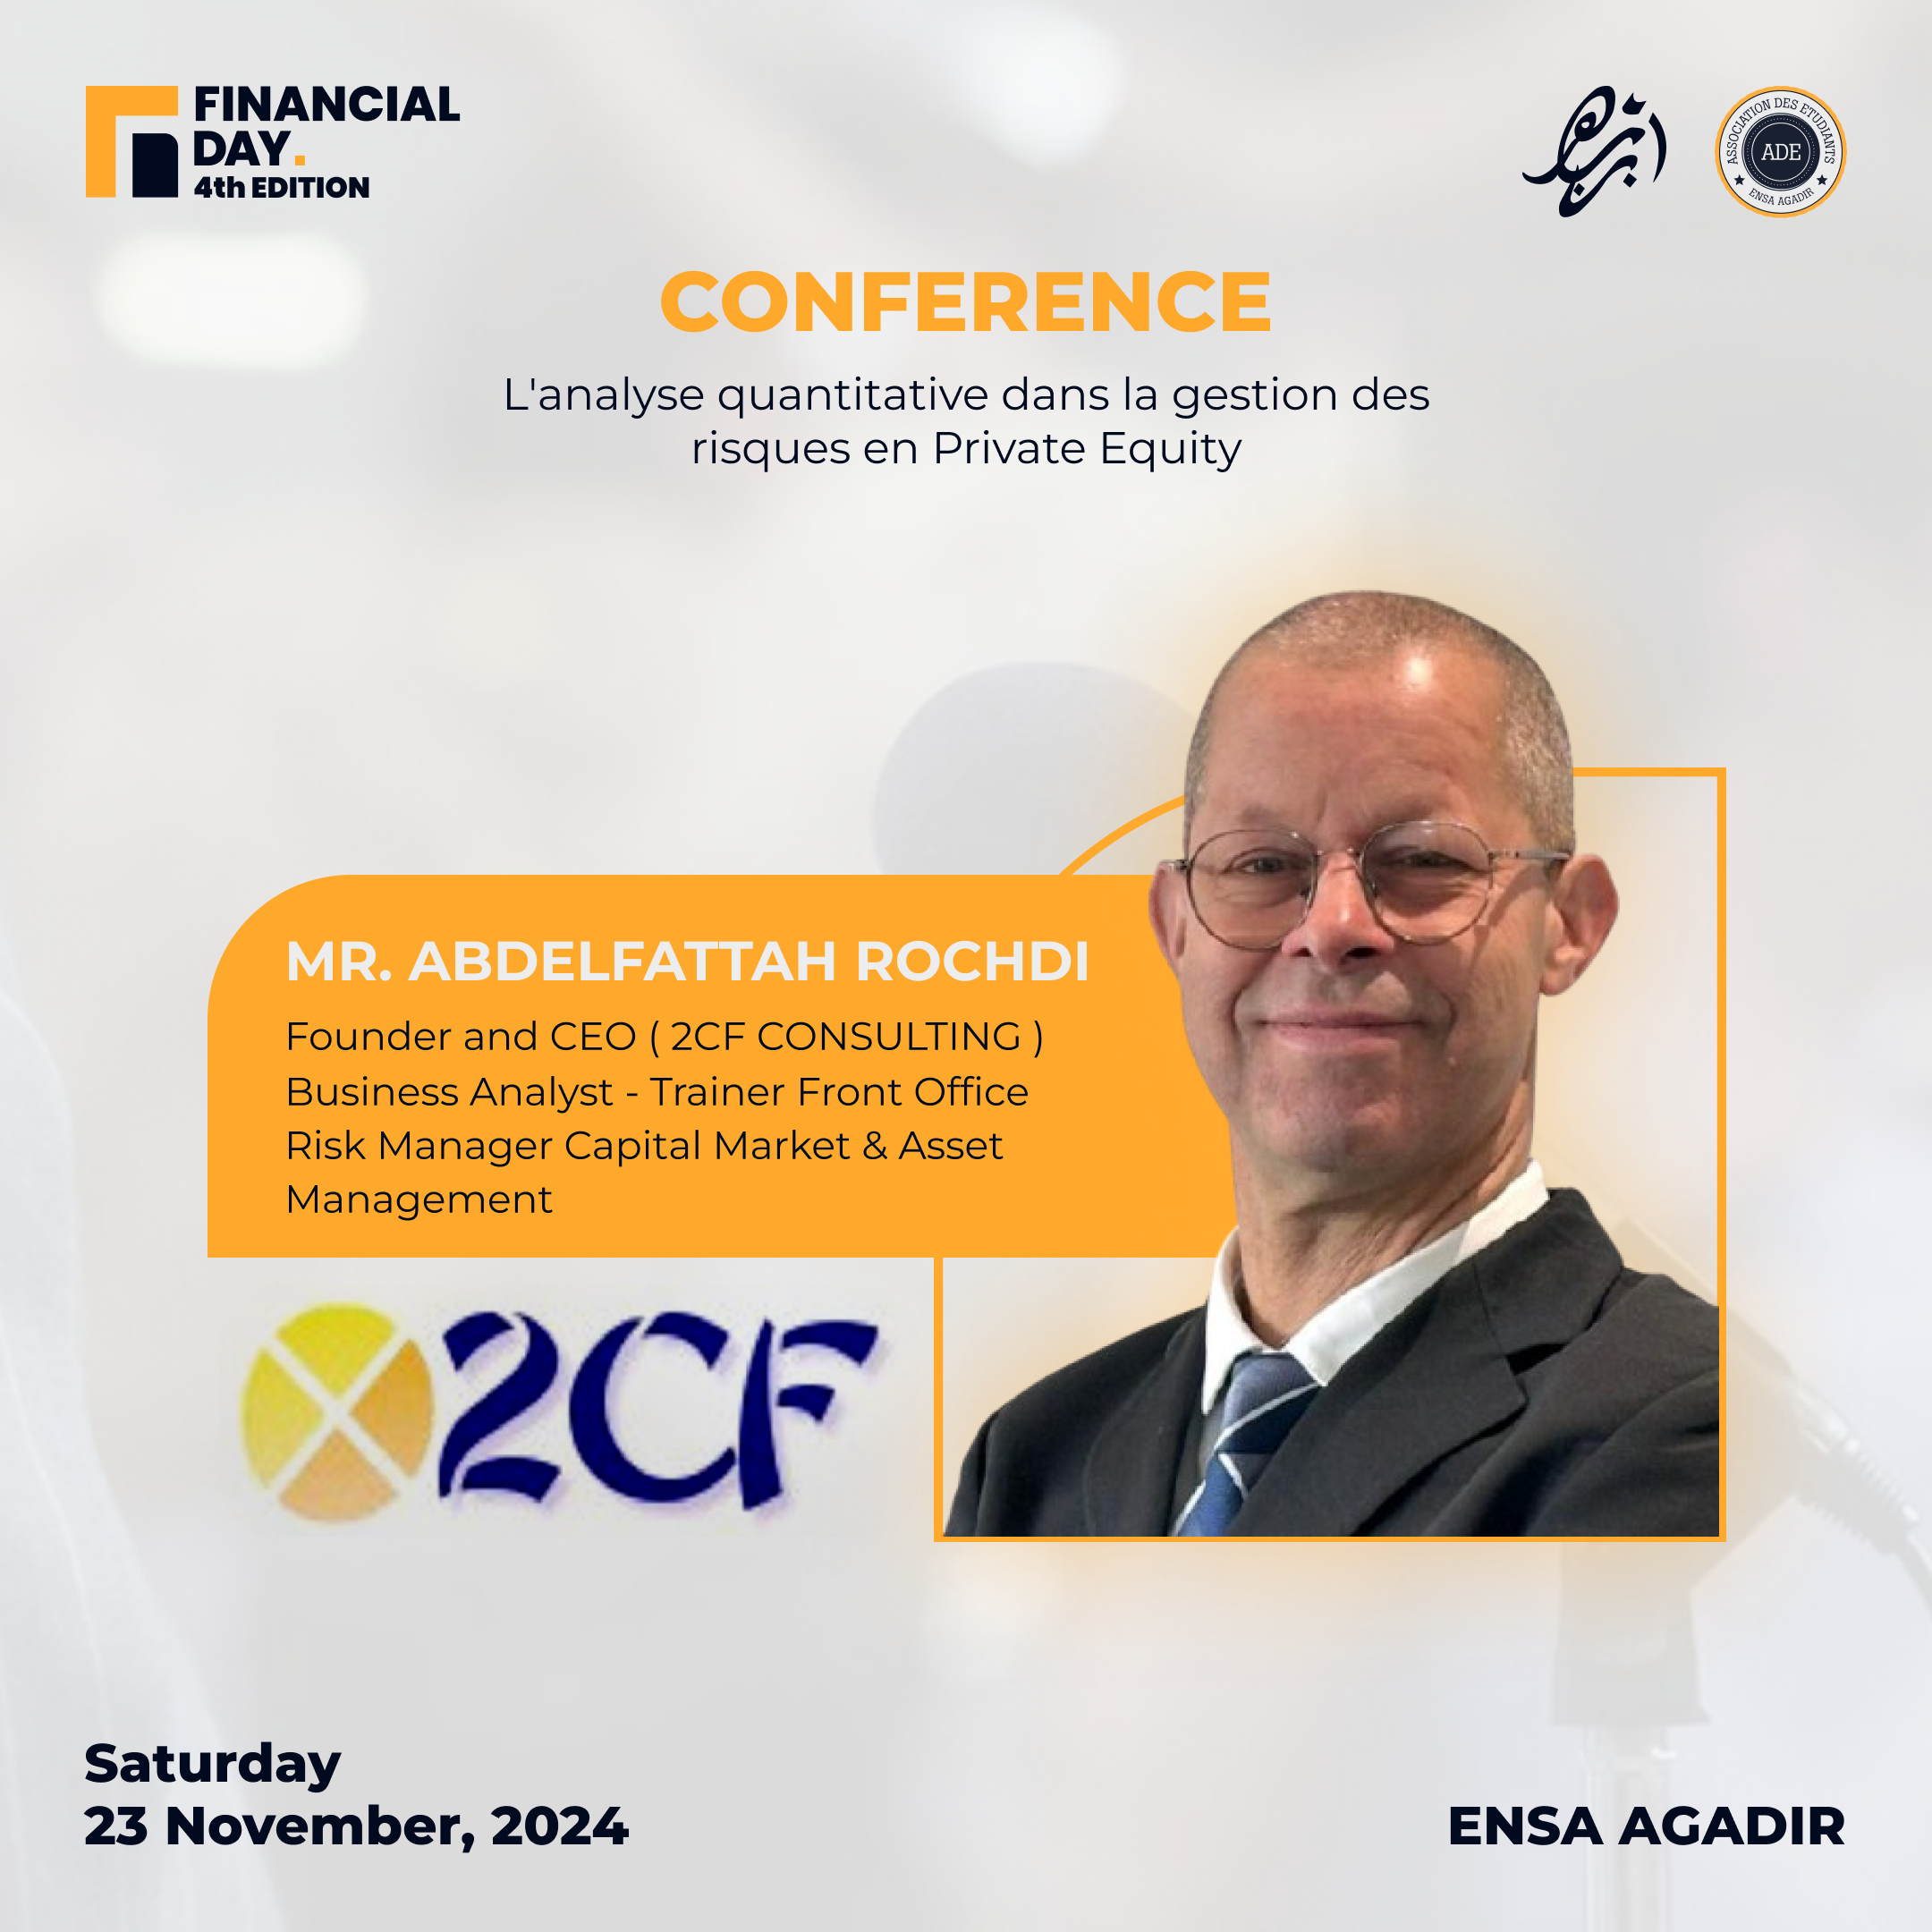 FINANCIAL
DAY.
4th EDITION
ASSOCIATION DES ETUDIANTS
ADE
ENSA AGADIR
CONFERENCE
L'analyse quantitative dans la gestion des
risques en Private Equity
MR. ABDELFATTAH ROCHDI
Founder and CEO ( 2CF CONSULTING )
Business Analyst - Trainer Front Office
Risk Manager Capital Market & Asset
Management
2CF
Saturday
23 November, 2024
ENSA AGADIR